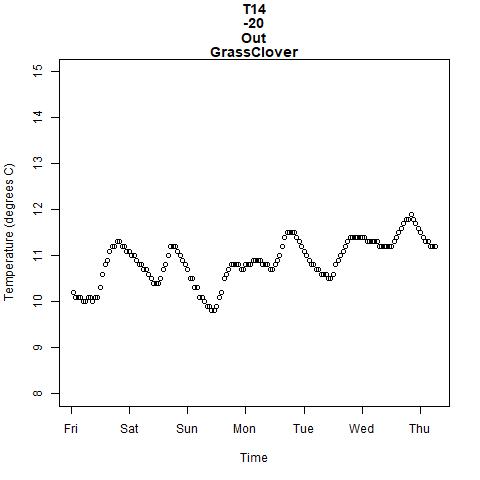 T14
-20
Out
GrassClover
Temperature (degrees C)
15
14
13
12
11
10
9
8
Fri Sat Sun Mon Tue Wed Thu
Time